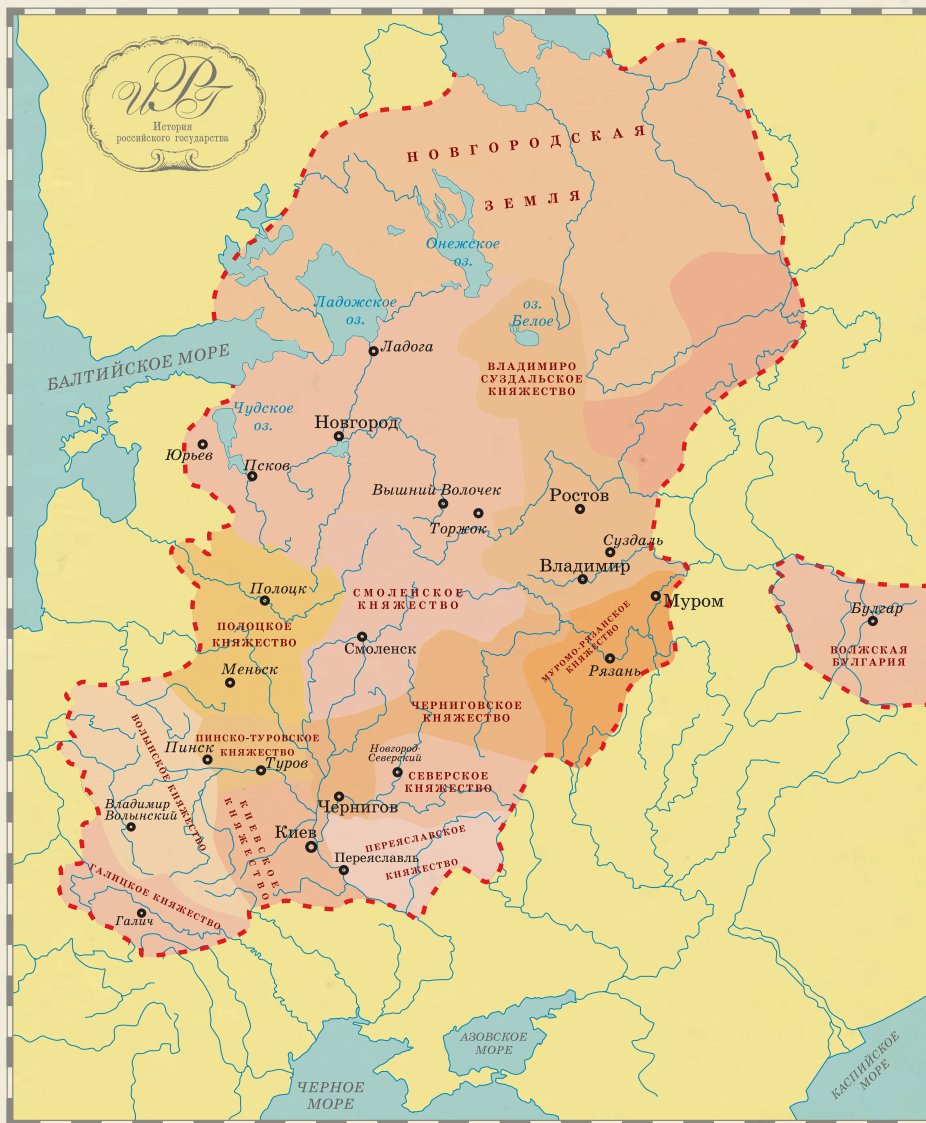 ИРГ
История
российского государства
НОВГОРОДСКАЯ
ЗЕМЛЯ
Онежское
оз.
Ладожское
оз.
оз.
Белое
Ладога
БАЛТИЙСКОЕ МОРЕ
ВЛАДИМИРО
СУЗДАЛЬСКОЕ
КНЯЖЕСТВО
Чудское
оз.
Новгород
Юрьев
Псков
Вышний Волочек
Торжок
Ростов
Суздаль
Владимир
Муром
Полоцк
СМОЛЕЙСКОЕ
КНЯЖЕСТВО
ПОЛОЦКОЕ
КНЯЖЕСТВО
Смоленск
МУРОМО-РЯЗАНСКОЕ
КНЯЖЕСТВО
Рязань
Булгар
ВОЛЖСКАЯ
БУЛГАРИЯ
Меньск
ЧЕРНИГОВСКОЕ
КНЯЖЕСТВО
ВОЛЫНСКОЕ КНЯЖЕСТВО
Пинск
ПИНСКО-ТУРОВСКОЕ
КНЯЖЕСТВО
Туров
Новгород-
Северский
СЕВЕРСКОЕ
КНЯЖЕСТВО
Владимир
Волынский
Чернигов
КИЕВСКОЕ
КНЯЖЕСТВО
Киев
ПЕРЕЯСЛАВСКОЕ
КНЯЖЕСТВО
Переяславль
ГАЛИЦКОЕ КНЯЖЕСТВО
Галич
АЗОВСКОЕ
МОРЕ
ЧЕРНОЕ
МОРЕ
КАСПИЙСКОЕ
МОРЕ